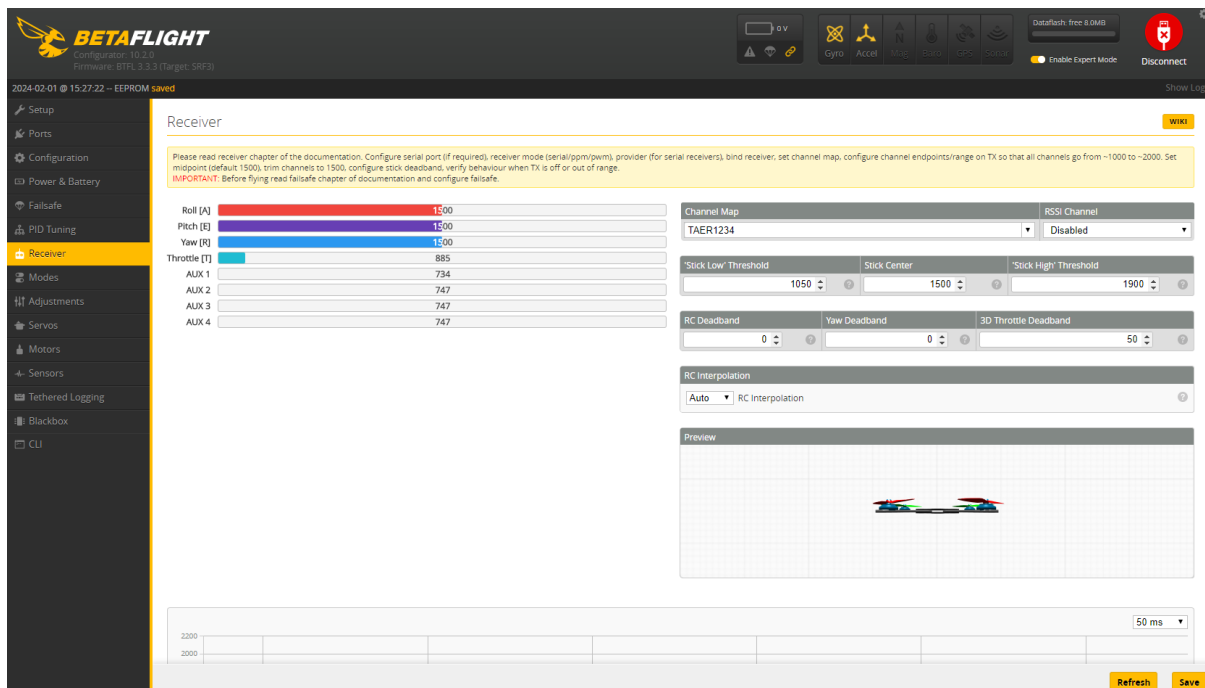 BETAFLIGHT
Configurator: 10.2.0
Firmware: BTFL 3.3.3 (Target: SRF3)
0 V
Gyro
Accel
Mag
Baro
GPS
Sonar
Dataflash: free 8.0MB
Enable Expert Mode
Disconnect
2024-02-01 @ 15:27:22 -- EEPROM saved
Show Log
Setup
Ports
Configuration
Power & Battery
Failsafe
PID Tuning
Receiver
Modes
Adjustments
Servos
Motors
Sensors
Tethered Logging
Blackbox
CLI
Receiver
WIKI
Please read receiver chapter of the documentation. Configure serial port (if required), receiver mode (serial/ppm/pwm), provider (for serial receivers), bind receiver, set channel map, configure channel endpoints/range on TX so that all channels go from ~1000 to ~2000. Set
midpoint (default 1500), trim channels to 1500, configure stick deadband, verify behaviour when TX is off or out of range.
IMPORTANT: Before flying read failsafe chapter of documentation and configure failsafe.
Roll [A] 1500
Pitch [E] 1500
Yaw [R] 1500
Throttle [T] 885
AUX 1 734
AUX 2 747
AUX 3 747
AUX 4 747
Channel Map RSSI Channel
TAER1234 Disabled
'Stick Low' Threshold Stick Center 'Stick High' Threshold
1050 1500 1900
RC Deadband Yaw Deadband 3D Throttle Deadband
0 0 50
RC Interpolation
Auto RC Interpolation
Preview
50 ms
2200
2000
Refresh Save